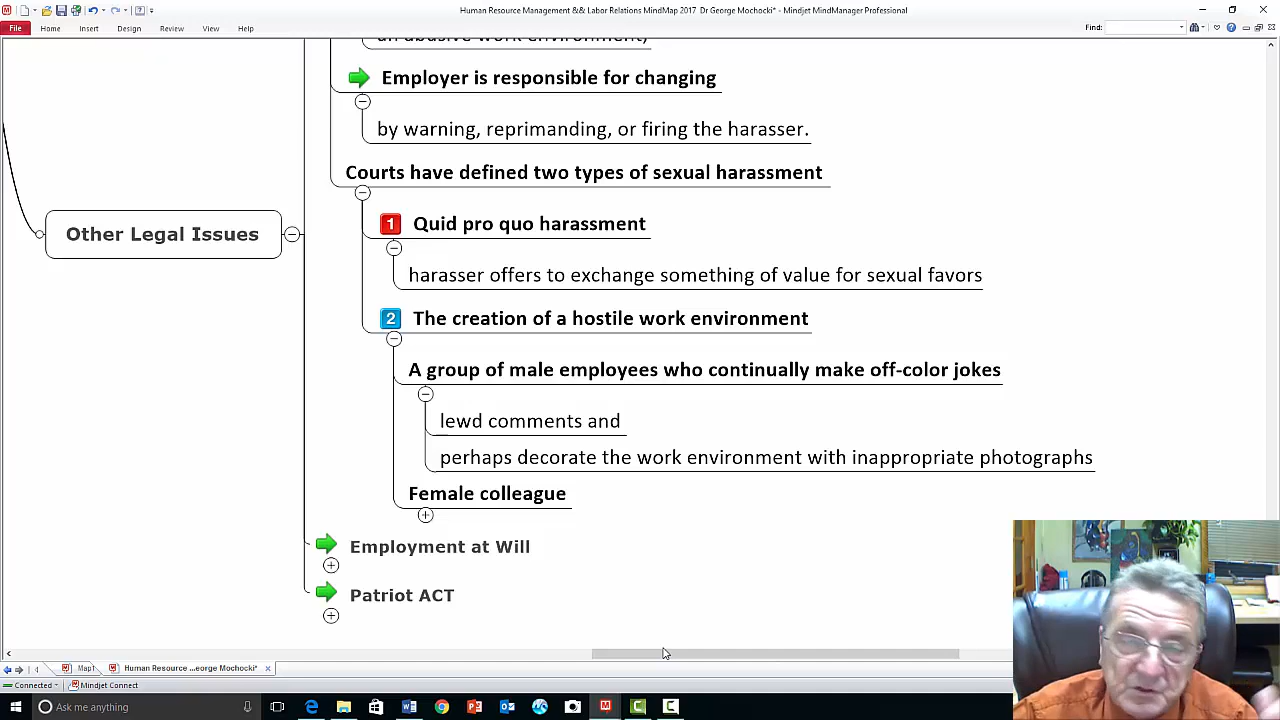 Human Resource Management && Labor Relations MindMap 2017 Dr George Mochocki* - Mindjet MindManager Professional
File Home Insert Design Review View Help Find:
Employer is responsible for changing
by warning, reprimanding, or firing the harasser.
Courts have defined two types of sexual harassment
1 Quid pro quo harassment
harasser offers to exchange something of value for sexual favors
Other Legal Issues
2 The creation of a hostile work environment
A group of male employees who continually make off-color jokes
lewd comments and
perhaps decorate the work environment with inappropriate photographs
Female colleague
Employment at Will
Patriot ACT
Map1 Human Resource ...eorge Mochocki*
Connected Mindjet Connect
Ask me anything